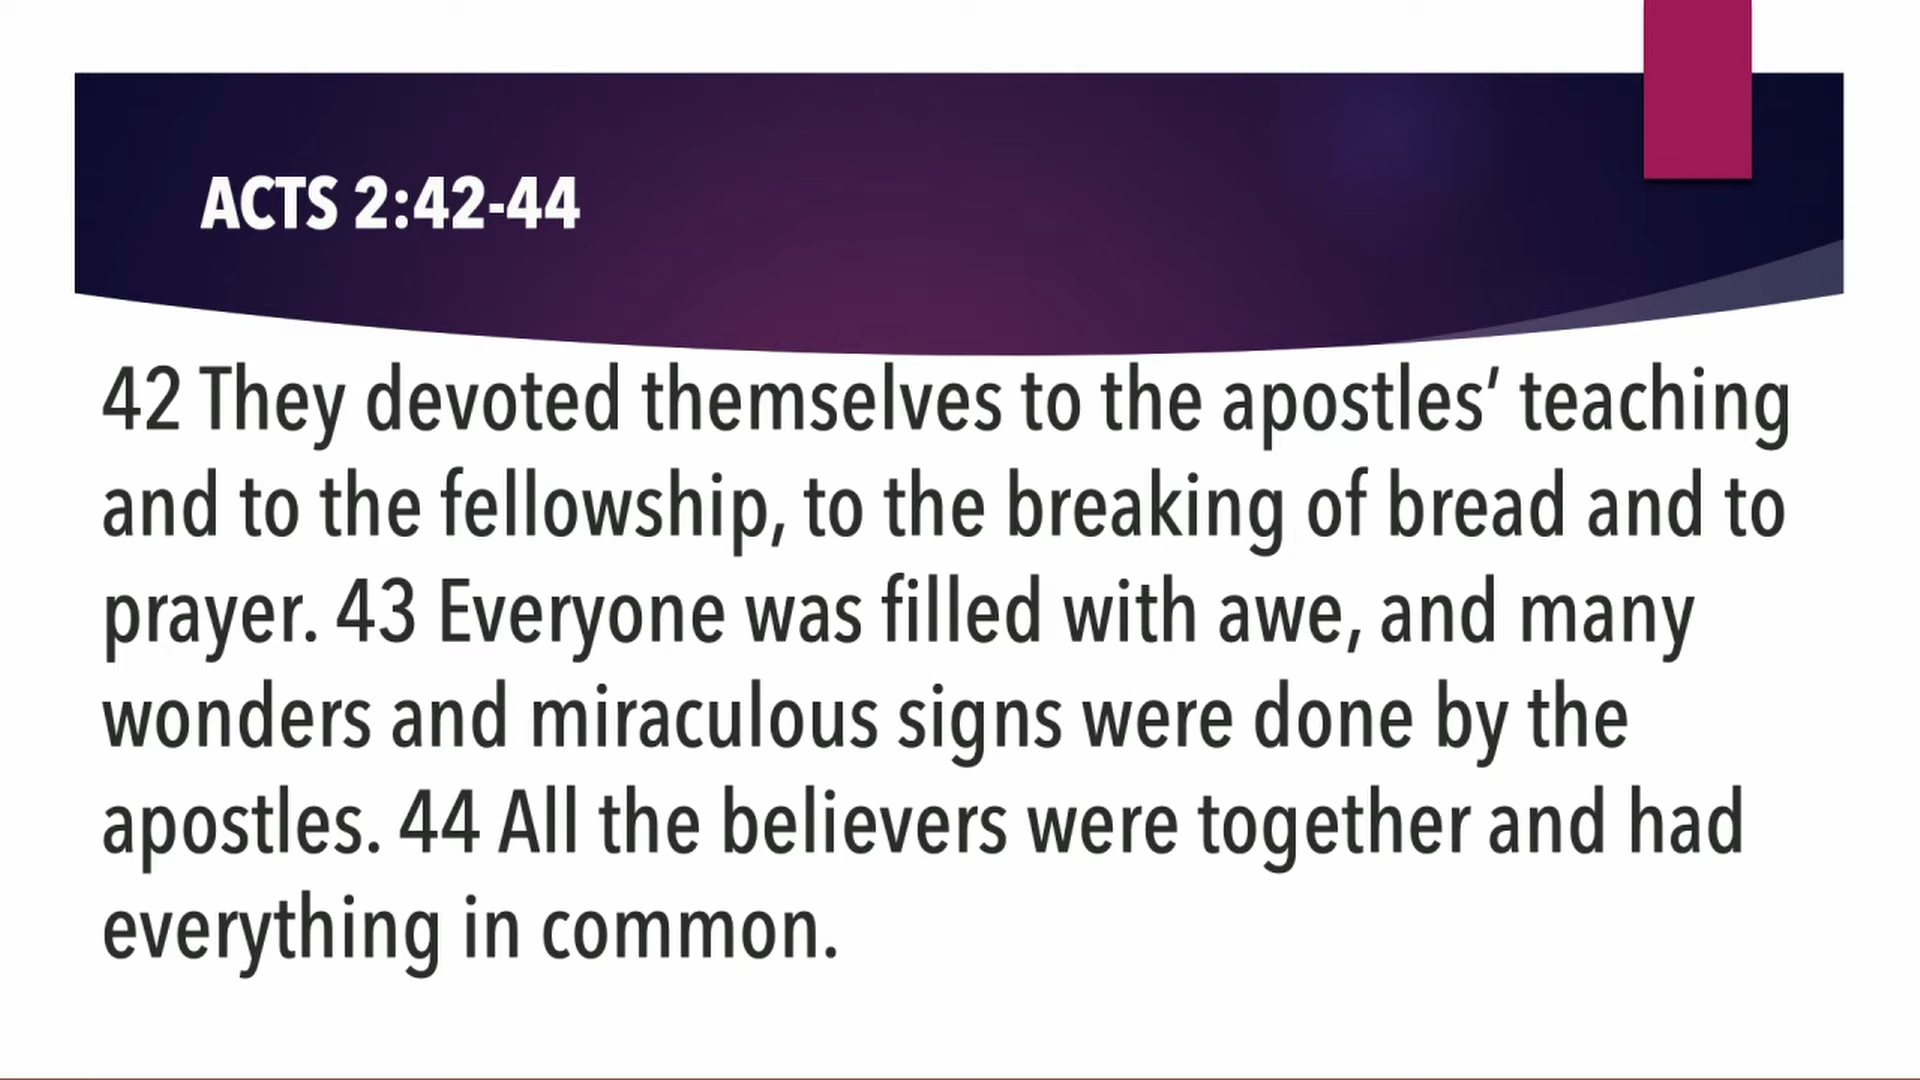 ACTS 2:42-44
42 They devoted themselves to the apostles’ teaching
and to the fellowship, to the breaking of bread and to
prayer. 43 Everyone was filled with awe, and many
wonders and miraculous signs were done by the
apostles. 44 All the believers were together and had
everything in common.